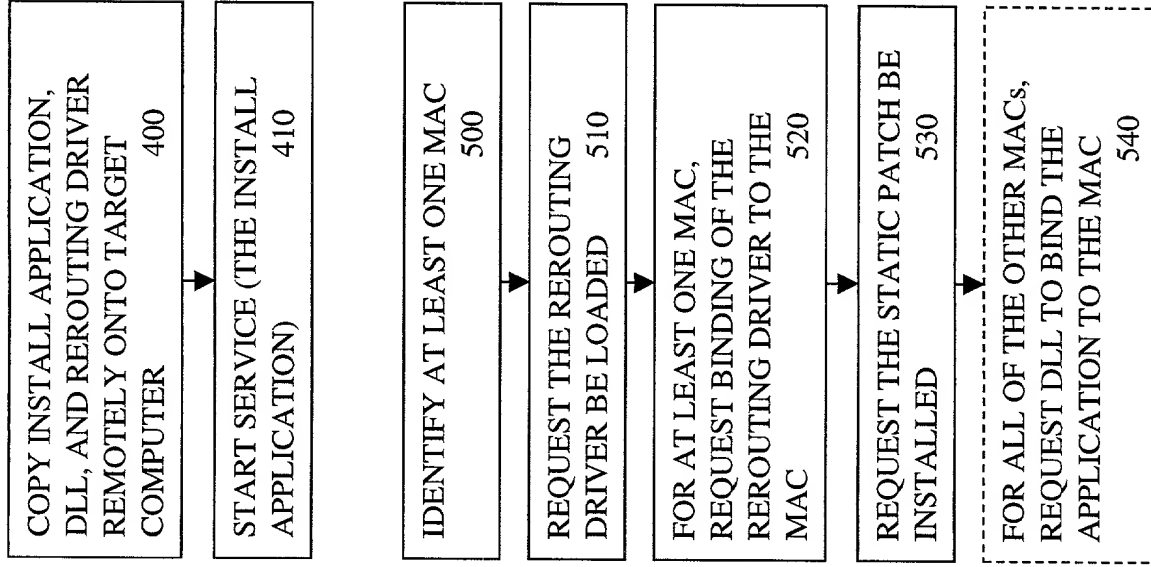 COPY INSTALL APPLICATION,
DLL, AND REROUTING DRIVER
REMOTELY ONTO TARGET
COMPUTER 400
START SERVICE (THE INSTALL
APPLICATION) 410
IDENTIFY AT LEAST ONE MAC
500
REQUEST THE REROUTING
DRIVER BE LOADED 510
FOR AT LEAST ONE MAC,
REQUEST BINDING OF THE
REROUTING DRIVER TO THE
MAC 520
REQUEST THE STATIC PATCH BE
INSTALLED 530
FOR ALL OF THE OTHER MACs,
REQUEST DLL TO BIND THE
APPLICATION TO THE MAC
540